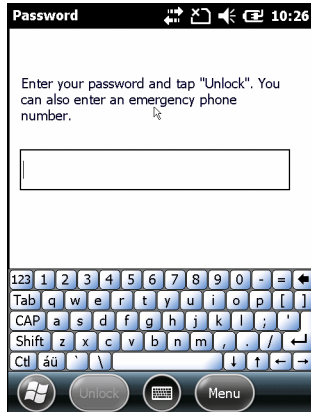 Password 10:26
Enter your password and tap "Unlock". You
can also enter an emergency phone
number.
123 1 2 3 4 5 6 7 8 9 0 - =
Tab q w e r t y u i o p [ ]
CAP a s d f g h j k l ; '
Shift z x c v b n m , . /
Ctl áü ` \
Unlock Menu